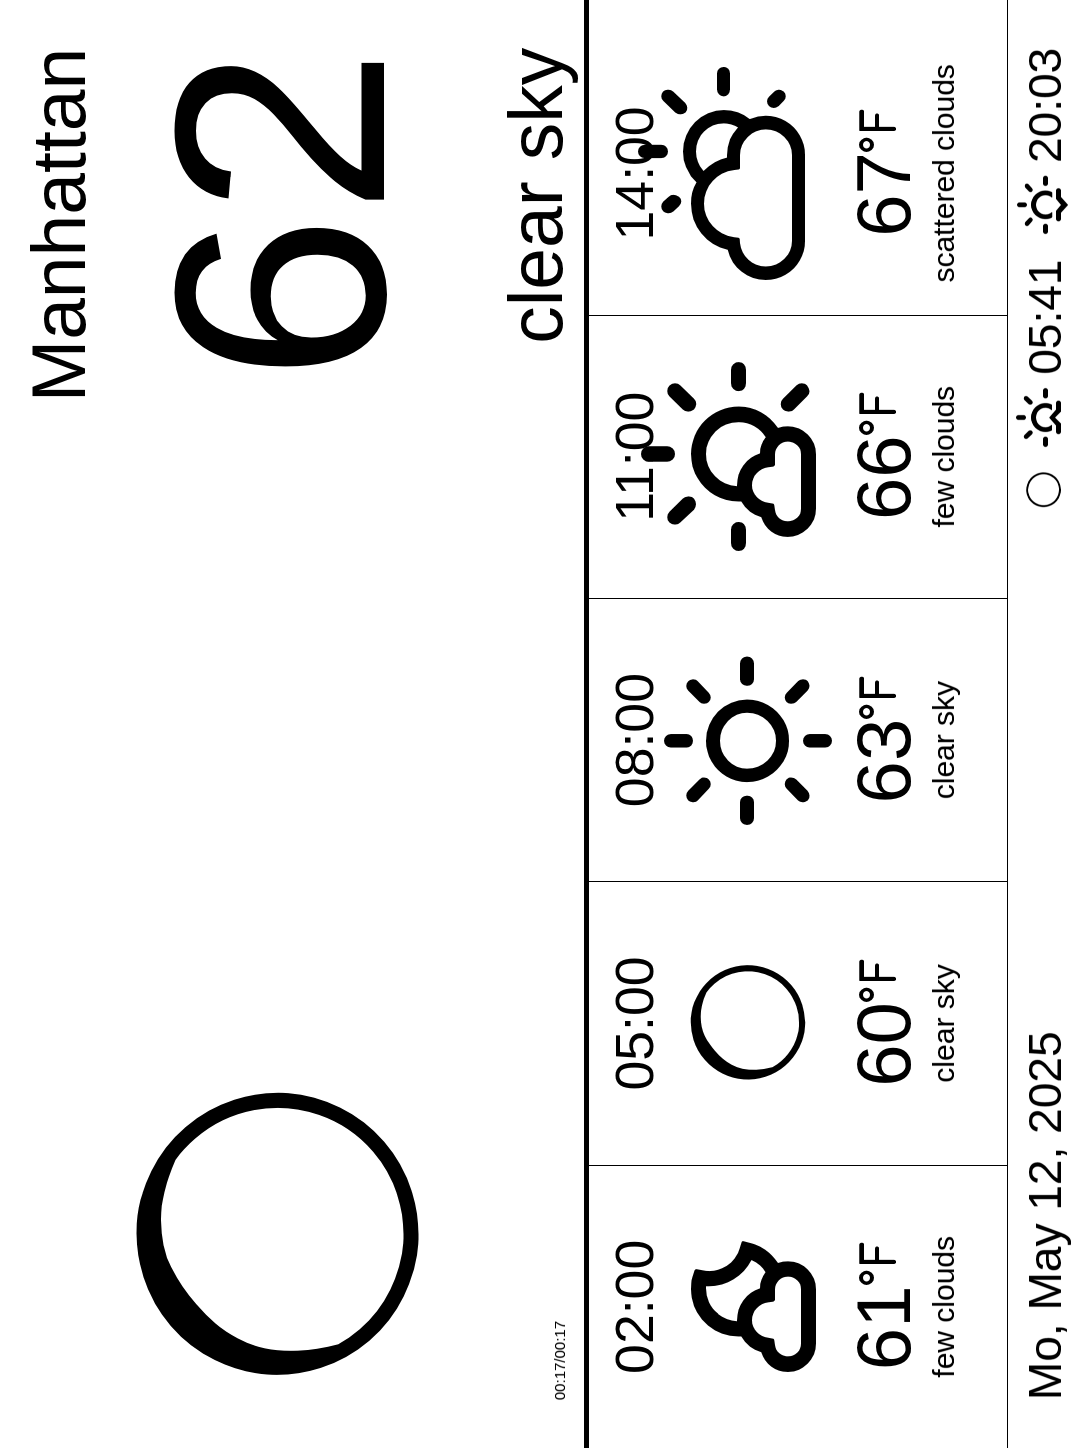 Manhattan
62
clear sky
00:17/00:17
02:00
61°F
few clouds
05:00
60°F
clear sky
08:00
63°F
clear sky
11:00
66°F
few clouds
14:00
67°F
scattered clouds
Mo, May 12, 2025
05:41
20:03